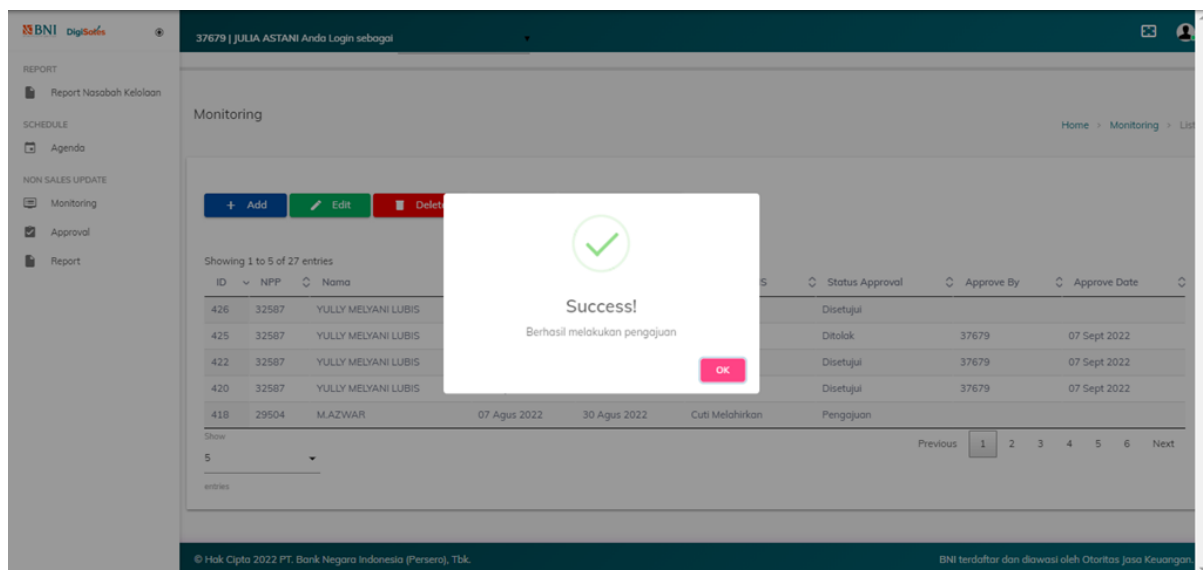 BNI DigiSales
37679 | JULIA ASTANI Anda Login sebagai
REPORT
Report Nasabah Kelolaan
SCHEDULE
Agenda
NON SALES UPDATE
Monitoring
Approval
Report
Monitoring
Home > Monitoring > List
+ Add Edit Delet
Showing 1 to 5 of 27 entries
ID NPP Nama S Status Approval Approve By Approve Date
426 32587 YULLY MELYANI LUBIS Disetujui
425 32587 YULLY MELYANI LUBIS Ditolak 37679 07 Sept 2022
422 32587 YULLY MELYANI LUBIS Disetujui 37679 07 Sept 2022
420 32587 YULLY MELYANI LUBIS Disetujui 37679 07 Sept 2022
418 29504 M.AZWAR 07 Agus 2022 30 Agus 2022 Cuti Melahirkan Pengajuan
Success!
Berhasil melakukan pengajuan
OK
Show
5
entries
Previous 1 2 3 4 5 6 Next
© Hak Cipta 2022 PT. Bank Negara Indonesia (Persero), Tbk.
BNI terdaftar dan diawasi oleh Otoritas Jasa Keuangan.